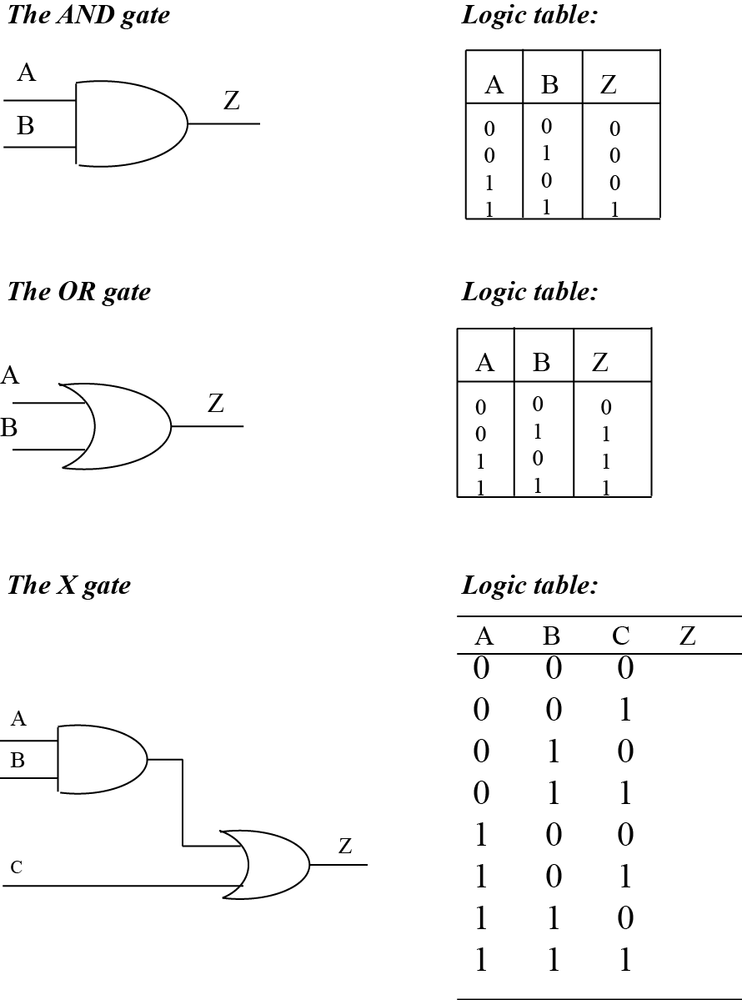 The AND gate
Logic table:
A
B
Z
A B Z
0 0 0
0 1 0
1 0 0
1 1 1
The OR gate
Logic table:
A
B
Z
A B Z
0 0 0
0 1 1
1 0 1
1 1 1
The X gate
Logic table:
A
B
C
Z
A B C Z
0 0 0
0 0 1
0 1 0
0 1 1
1 0 0
1 0 1
1 1 0
1 1 1